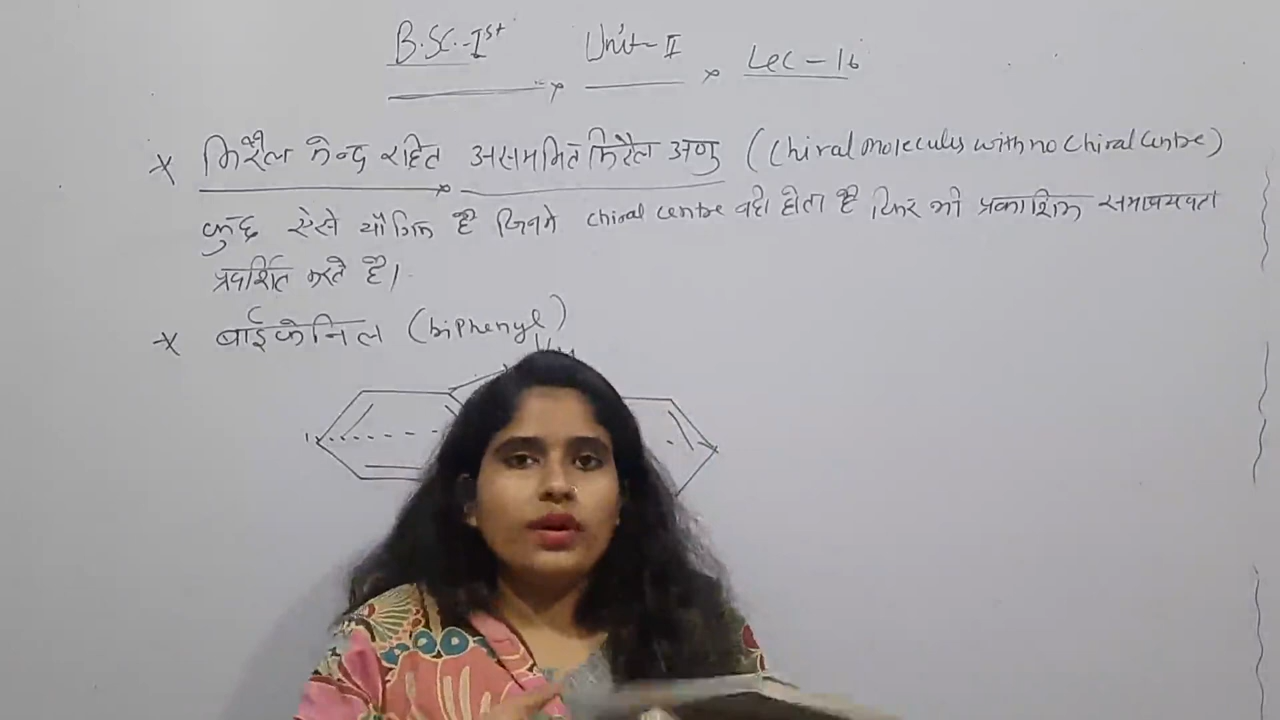 B.SC.-Ist Unit-II Lec-16
किरैल केन्द्र रहित असममित किरैल अणु (Chiral moleculus with no Chiral Centre)
कुछ ऐसे यौगिक है जिनमे chiral centre नही होता है फिर भी प्रकाशिक समावयवता
प्रदर्शित करते है।
बाईफेनिल (biphenyl)